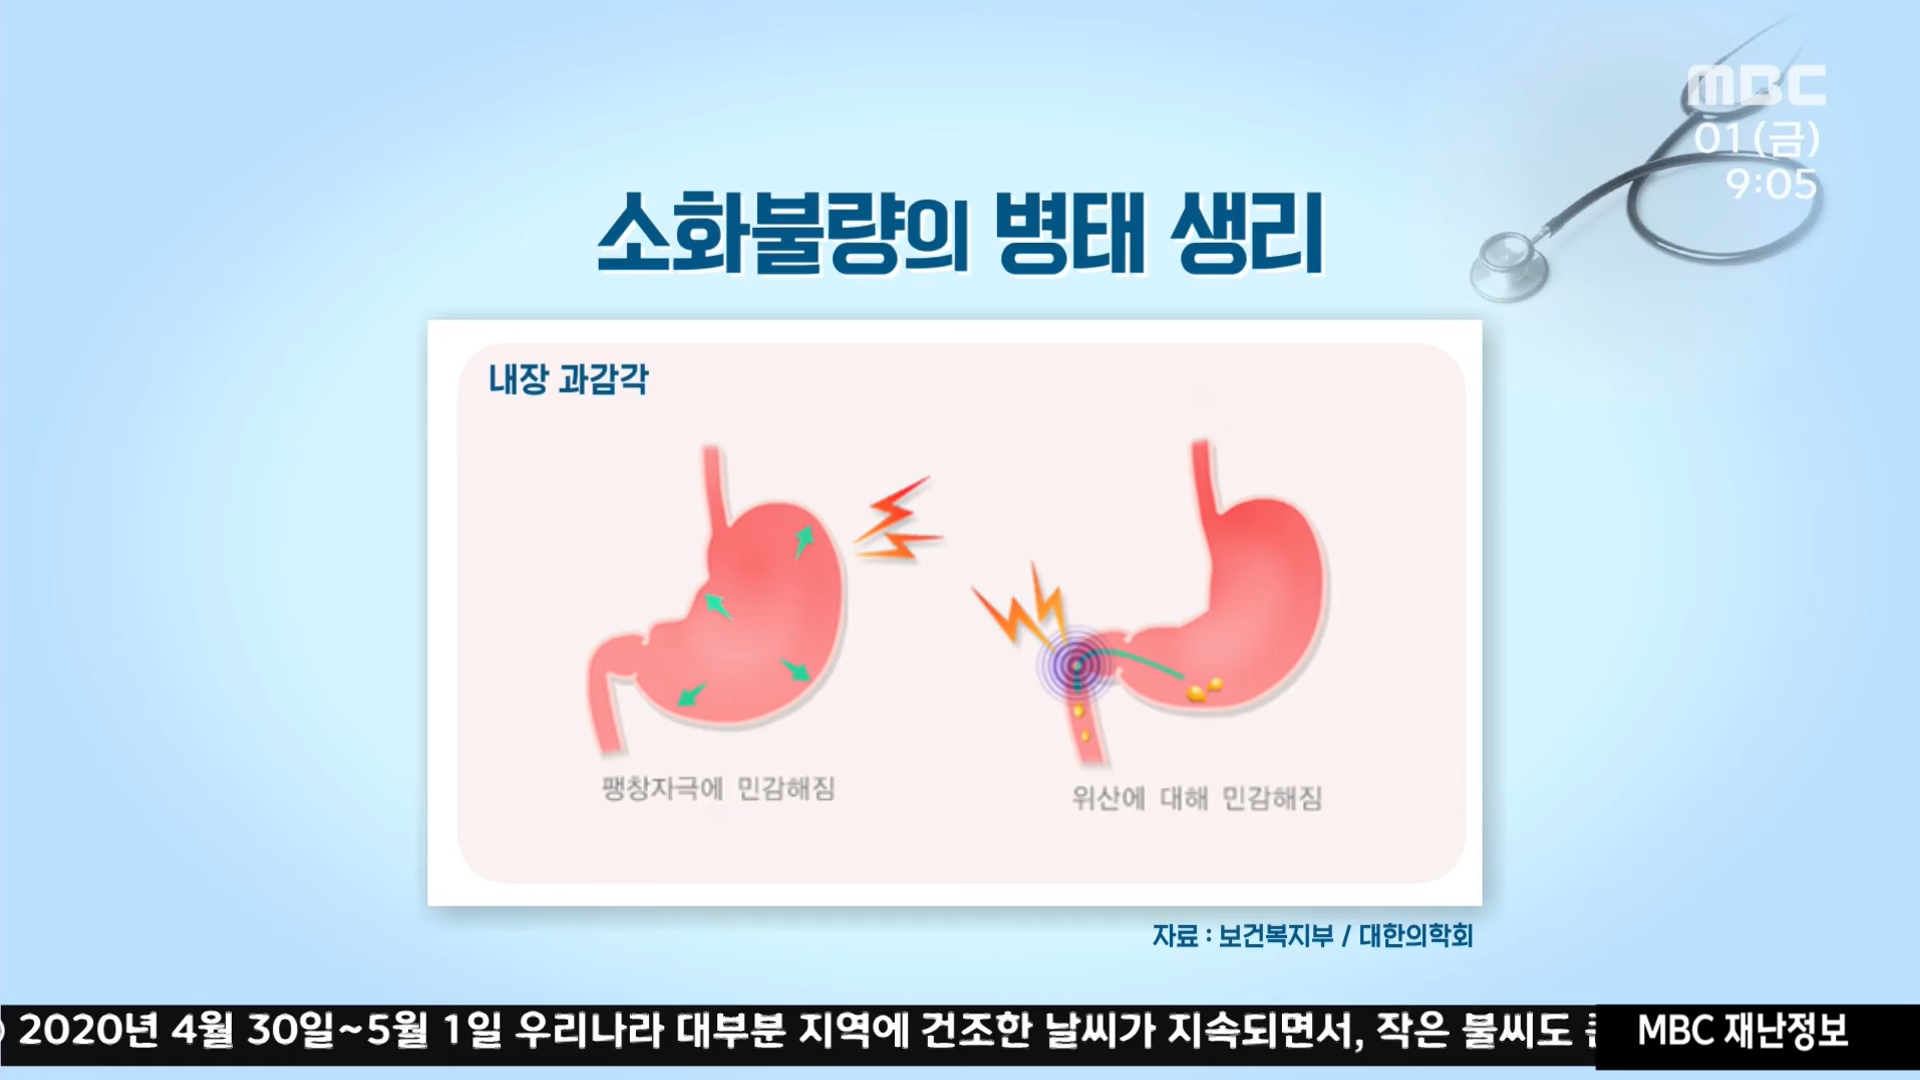 MBC
01(금)
9:05
소화불량의 병태 생리
내장 과감각
팽창자극에 민감해짐
위산에 대해 민감해짐
자료 : 보건복지부 / 대한의학회
2020년 4월 30일~5월 1일 우리나라 대부분 지역에 건조한 날씨가 지속되면서, 작은 불씨도
MBC 재난정보